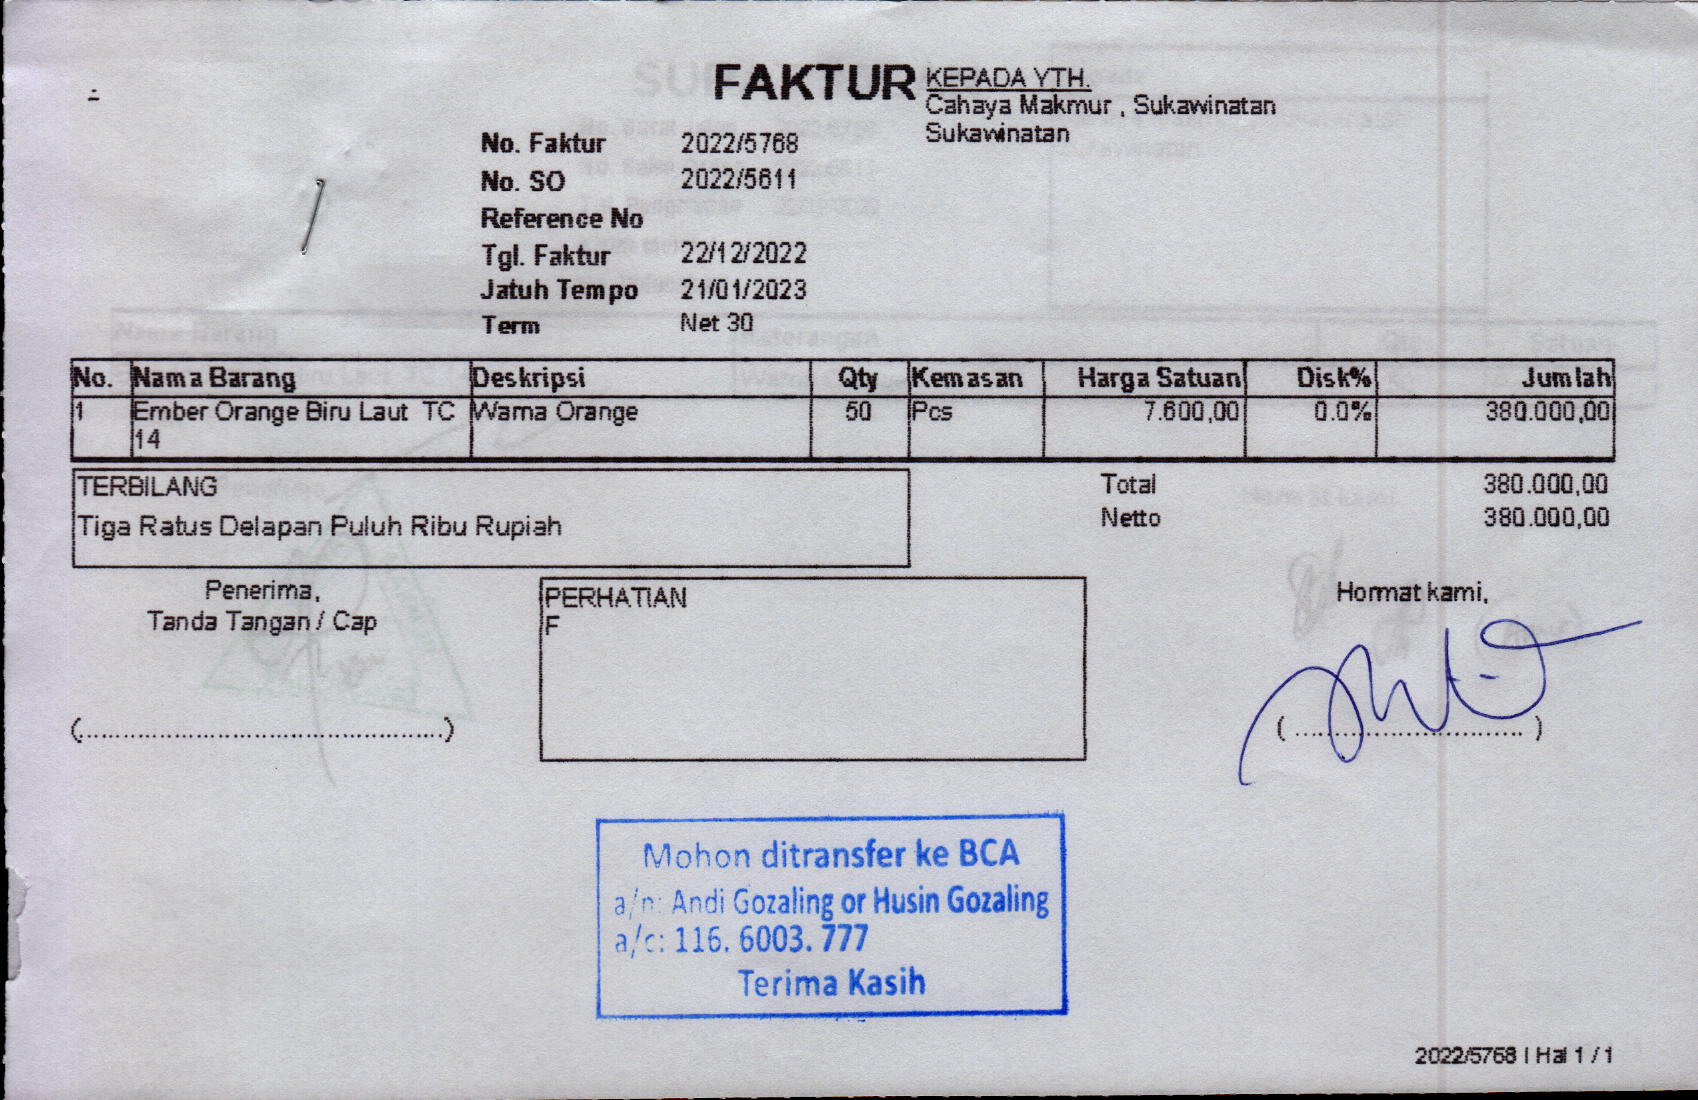 FAKTUR
KEPADA YTH.
Cahaya Makmur , Sukawinatan
Sukawinatan
No. Faktur 2022/5768
No. SO 2022/5611
Reference No
Tgl. Faktur 22/12/2022
Jatuh Tempo 21/01/2023
Term Net 30
No. Nama Barang Deskripsi Qty Kemasan Harga Satuan Disk% Jumlah
1 Ember Orange Biru Laut TC Warna Orange 50 Pcs 7.600,00 0.0% 380.000,00
14
TERBILANG
Tiga Ratus Delapan Puluh Ribu Rupiah
Total 380.000,00
Netto 380.000,00
Penerima,
Tanda Tangan / Cap
(..............................................)
PERHATIAN
F
Hormat kami,
(..............................)
Mohon ditransfer ke BCA
a/n: Andi Gozaling or Husin Gozaling
a/c: 116. 6003. 777
Terima Kasih
2022/5768 | Hal 1 / 1